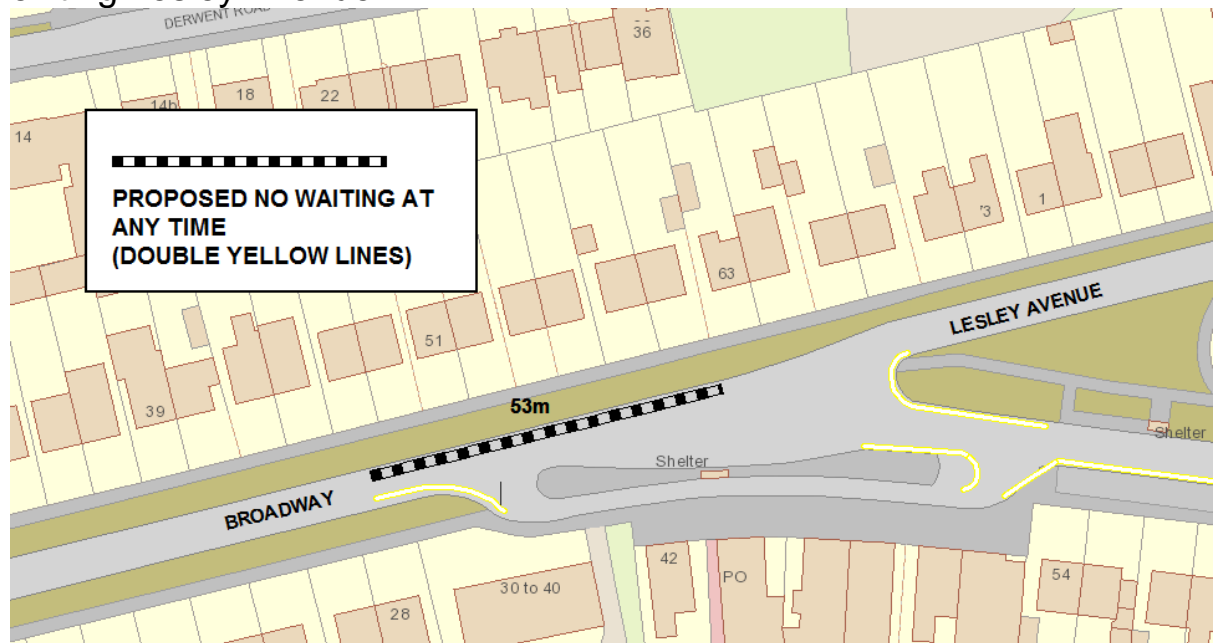 DERWENT ROAD
36
14b
18
22
14
PROPOSED NO WAITING AT
ANY TIME
(DOUBLE YELLOW LINES)
'3
1
63
LESLEY AVENUE
51
39
53m
Shelter
Shelter
BROADWAY
42
PO
54
30 to 40
28